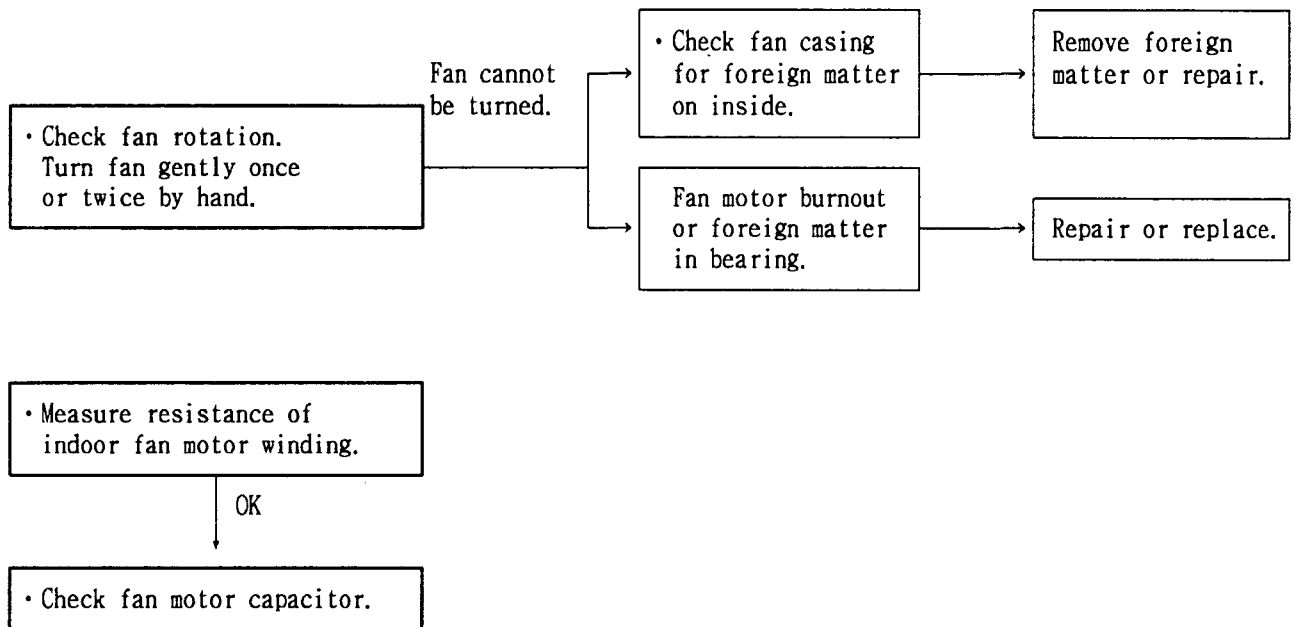 Fan cannot
be turned.
・Check fan rotation.
Turn fan gently once
or twice by hand.
・Check fan casing
for foreign matter
on inside.
Remove foreign
matter or repair.
Fan motor burnout
or foreign matter
in bearing.
Repair or replace.
・Measure resistance of
indoor fan motor winding.
OK
・Check fan motor capacitor.